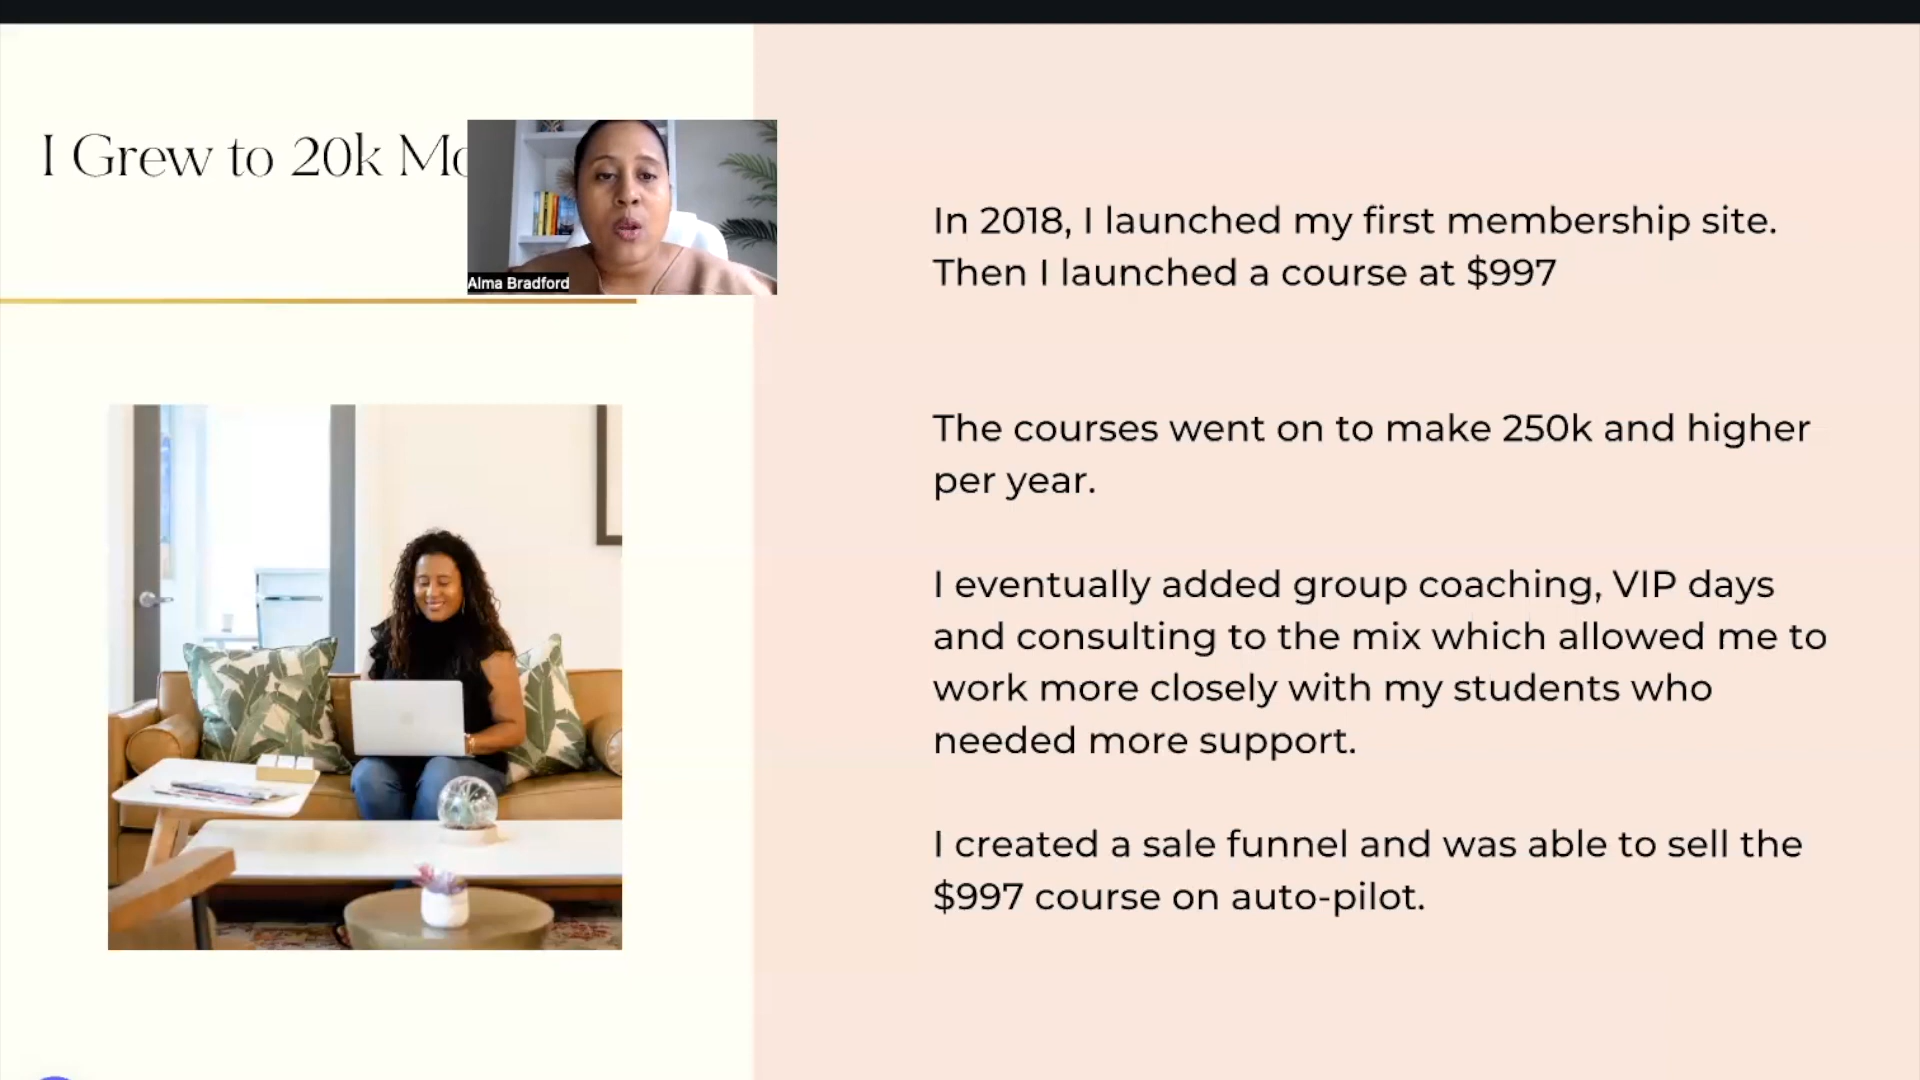 I Grew to 20k
Alma Bradford
In 2018, I launched my first membership site.
Then I launched a course at $997
The courses went on to make 250k and higher
per year.
I eventually added group coaching, VIP days
and consulting to the mix which allowed me to
work more closely with my students who
needed more support.
I created a sale funnel and was able to sell the
$997 course on auto-pilot.